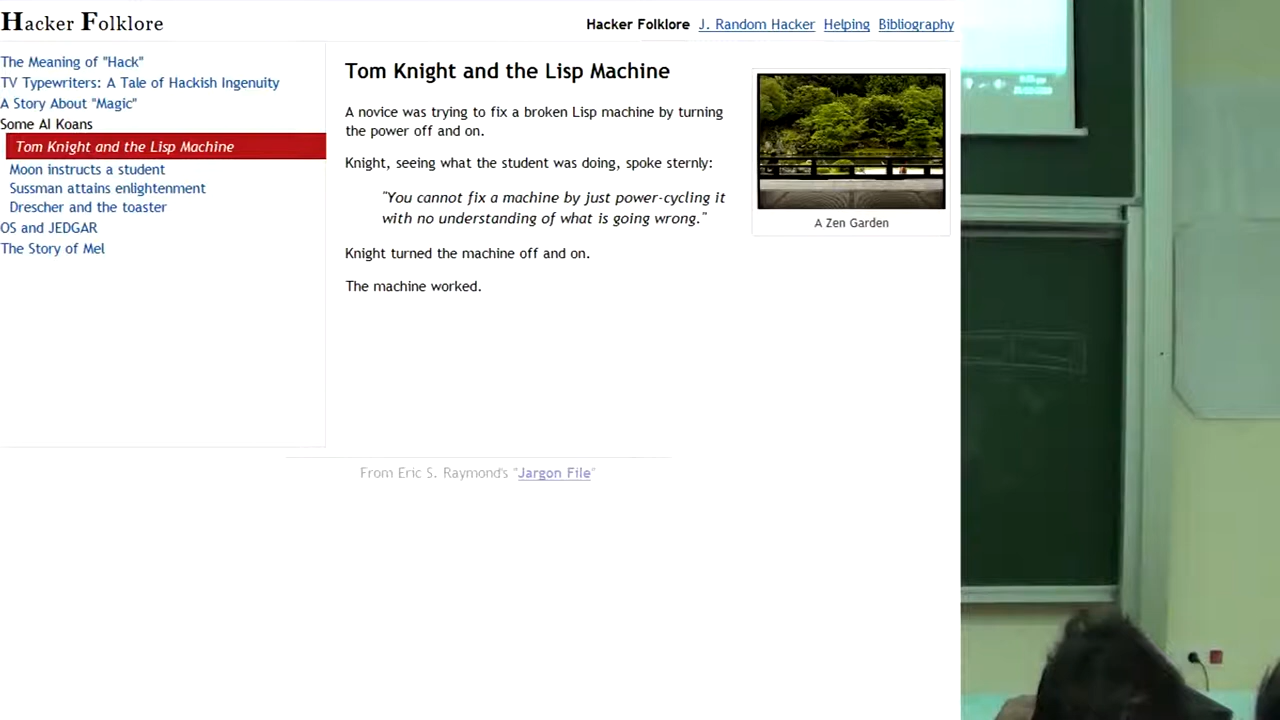 Hacker Folklore
Hacker Folklore J. Random Hacker Helping Bibliography
The Meaning of "Hack"
TV Typewriters: A Tale of Hackish Ingenuity
A Story About "Magic"
Some AI Koans
Tom Knight and the Lisp Machine
Moon instructs a student
Sussman attains enlightenment
Drescher and the toaster
OS and JEDGAR
The Story of Mel
Tom Knight and the Lisp Machine
A novice was trying to fix a broken Lisp machine by turning
the power off and on.
Knight, seeing what the student was doing, spoke sternly:
"You cannot fix a machine by just power-cycling it
with no understanding of what is going wrong."
Knight turned the machine off and on.
The machine worked.
A Zen Garden
From Eric S. Raymond's "Jargon File"